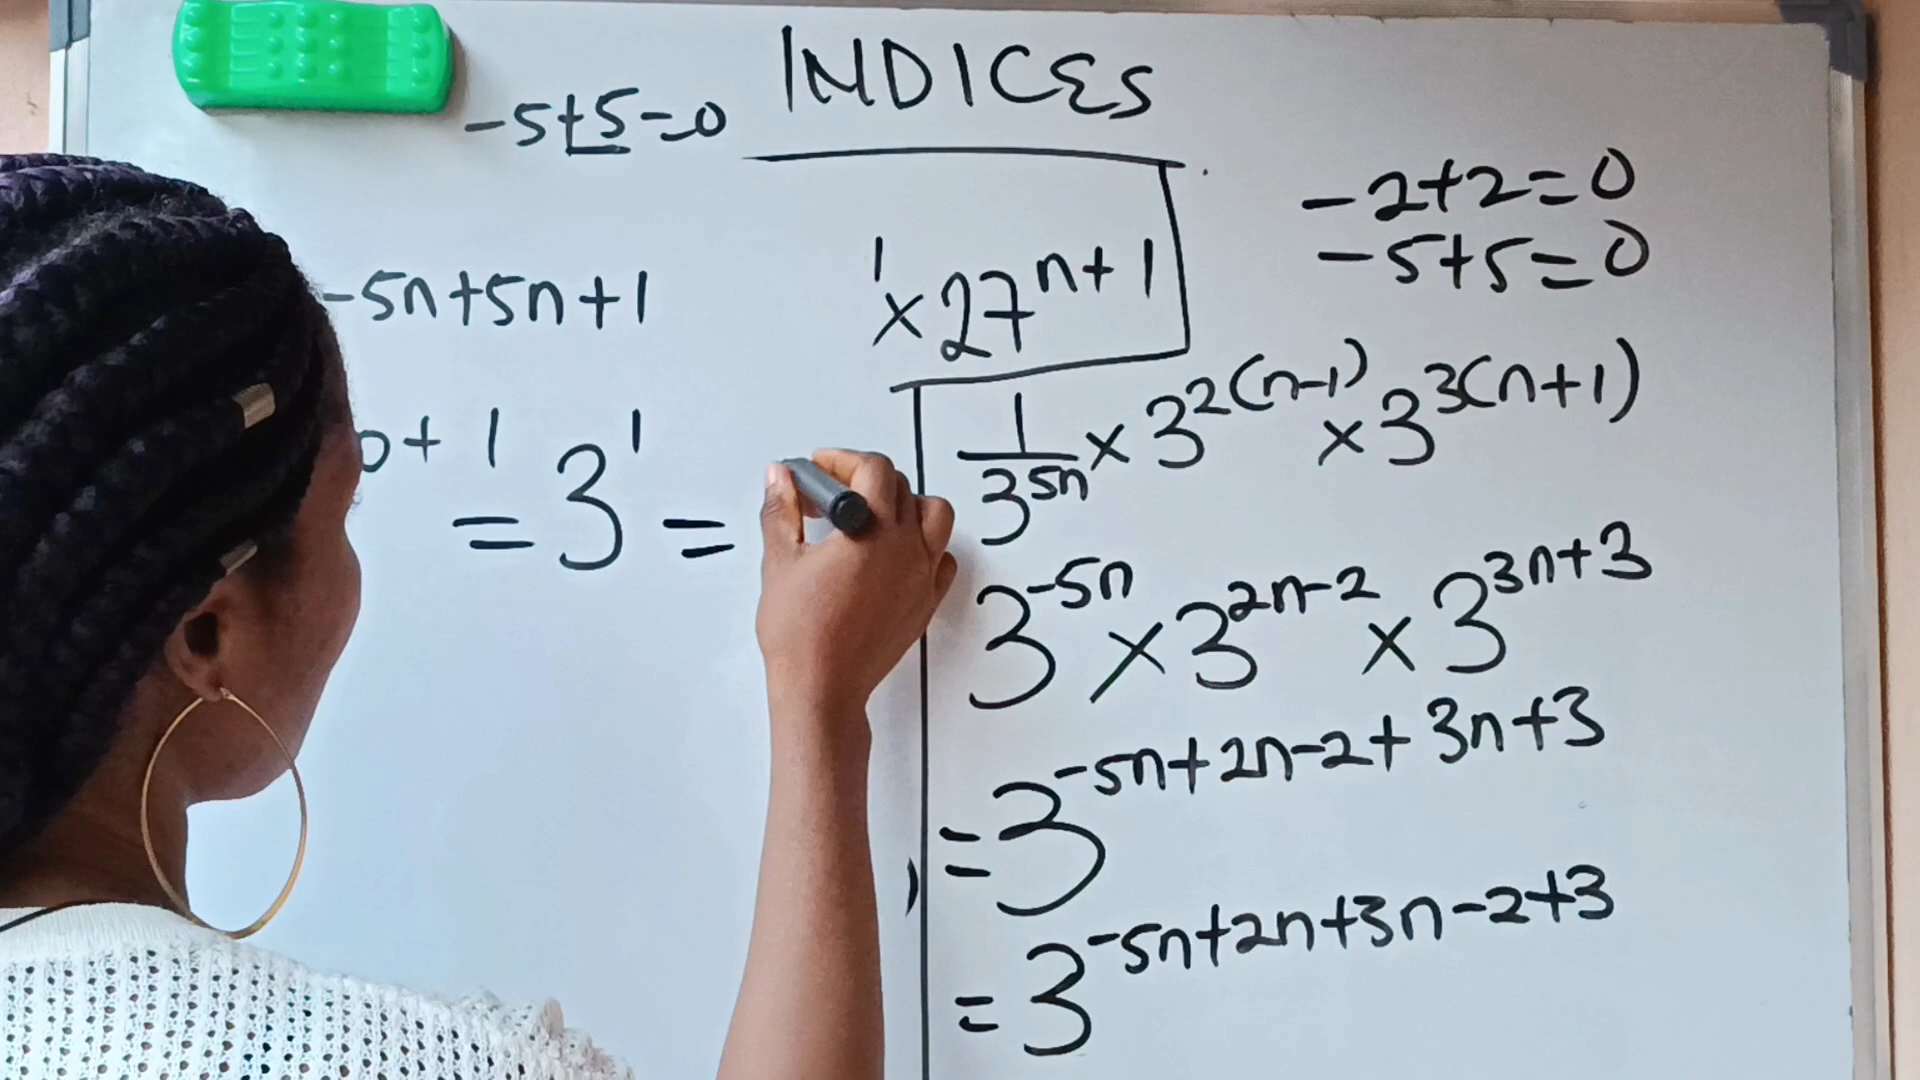 INDICES
-5+5=0
-2+2=0
-5+5=0
-5n+5n+1
1 × 27^{n+1}
0+1 = 3^1 =
1/3^{5n} × 3^{2(n-1)} × 3^{3(n+1)}
3^{-5n} × 3^{2n-2} × 3^{3n+3}
= 3^{-5n+2n-2+3n+3}
= 3^{-5n+2n+3n-2+3}